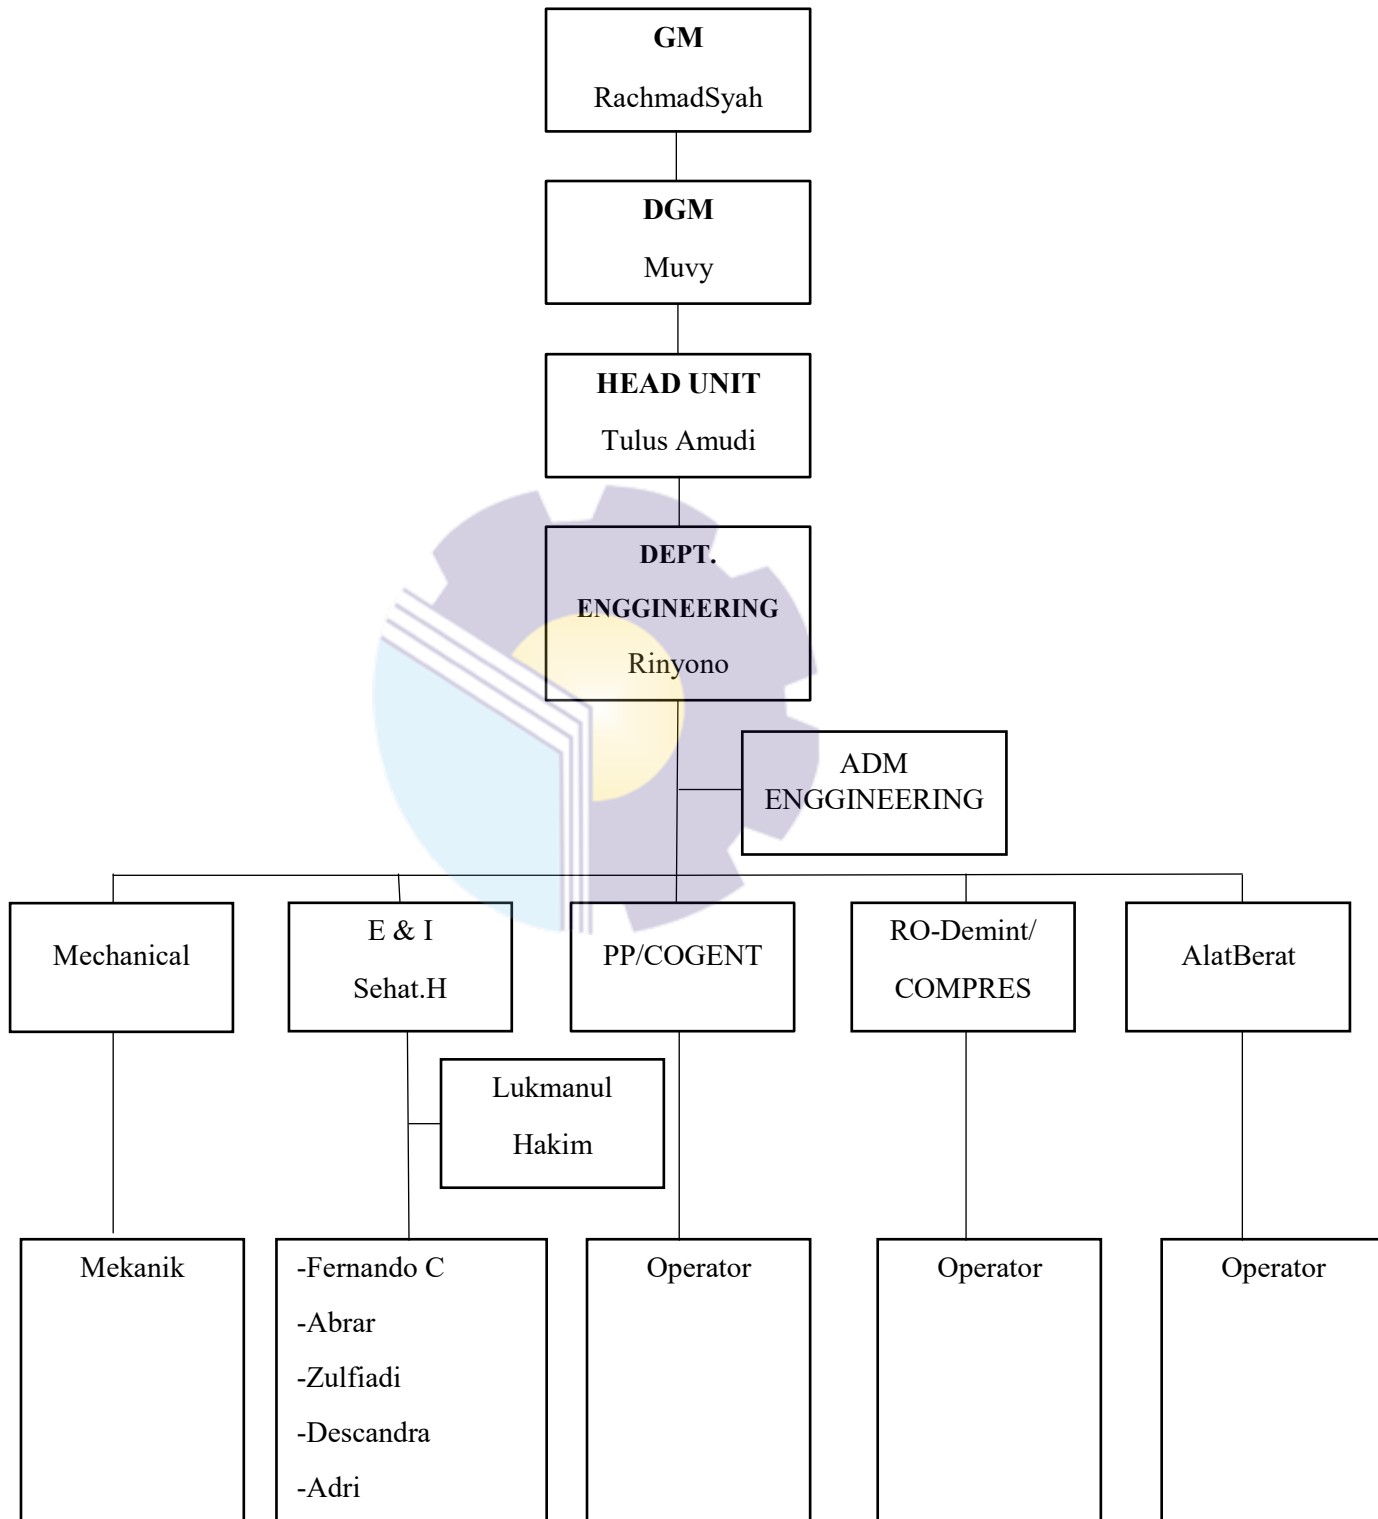 GM
RachmadSyah
DGM
Muvy
HEAD UNIT
Tulus Amudi
DEPT.
ENGGINEERING
Rinyono
ADM
ENGGINEERING
Mechanical
E & I
Sehat.H
PP/COGENT
RO-Demint/
COMPRES
AlatBerat
Lukmanul
Hakim
Mekanik
-Fernando C
-Abrar
-Zulfiadi
-Descandra
-Adri
Operator
Operator
Operator